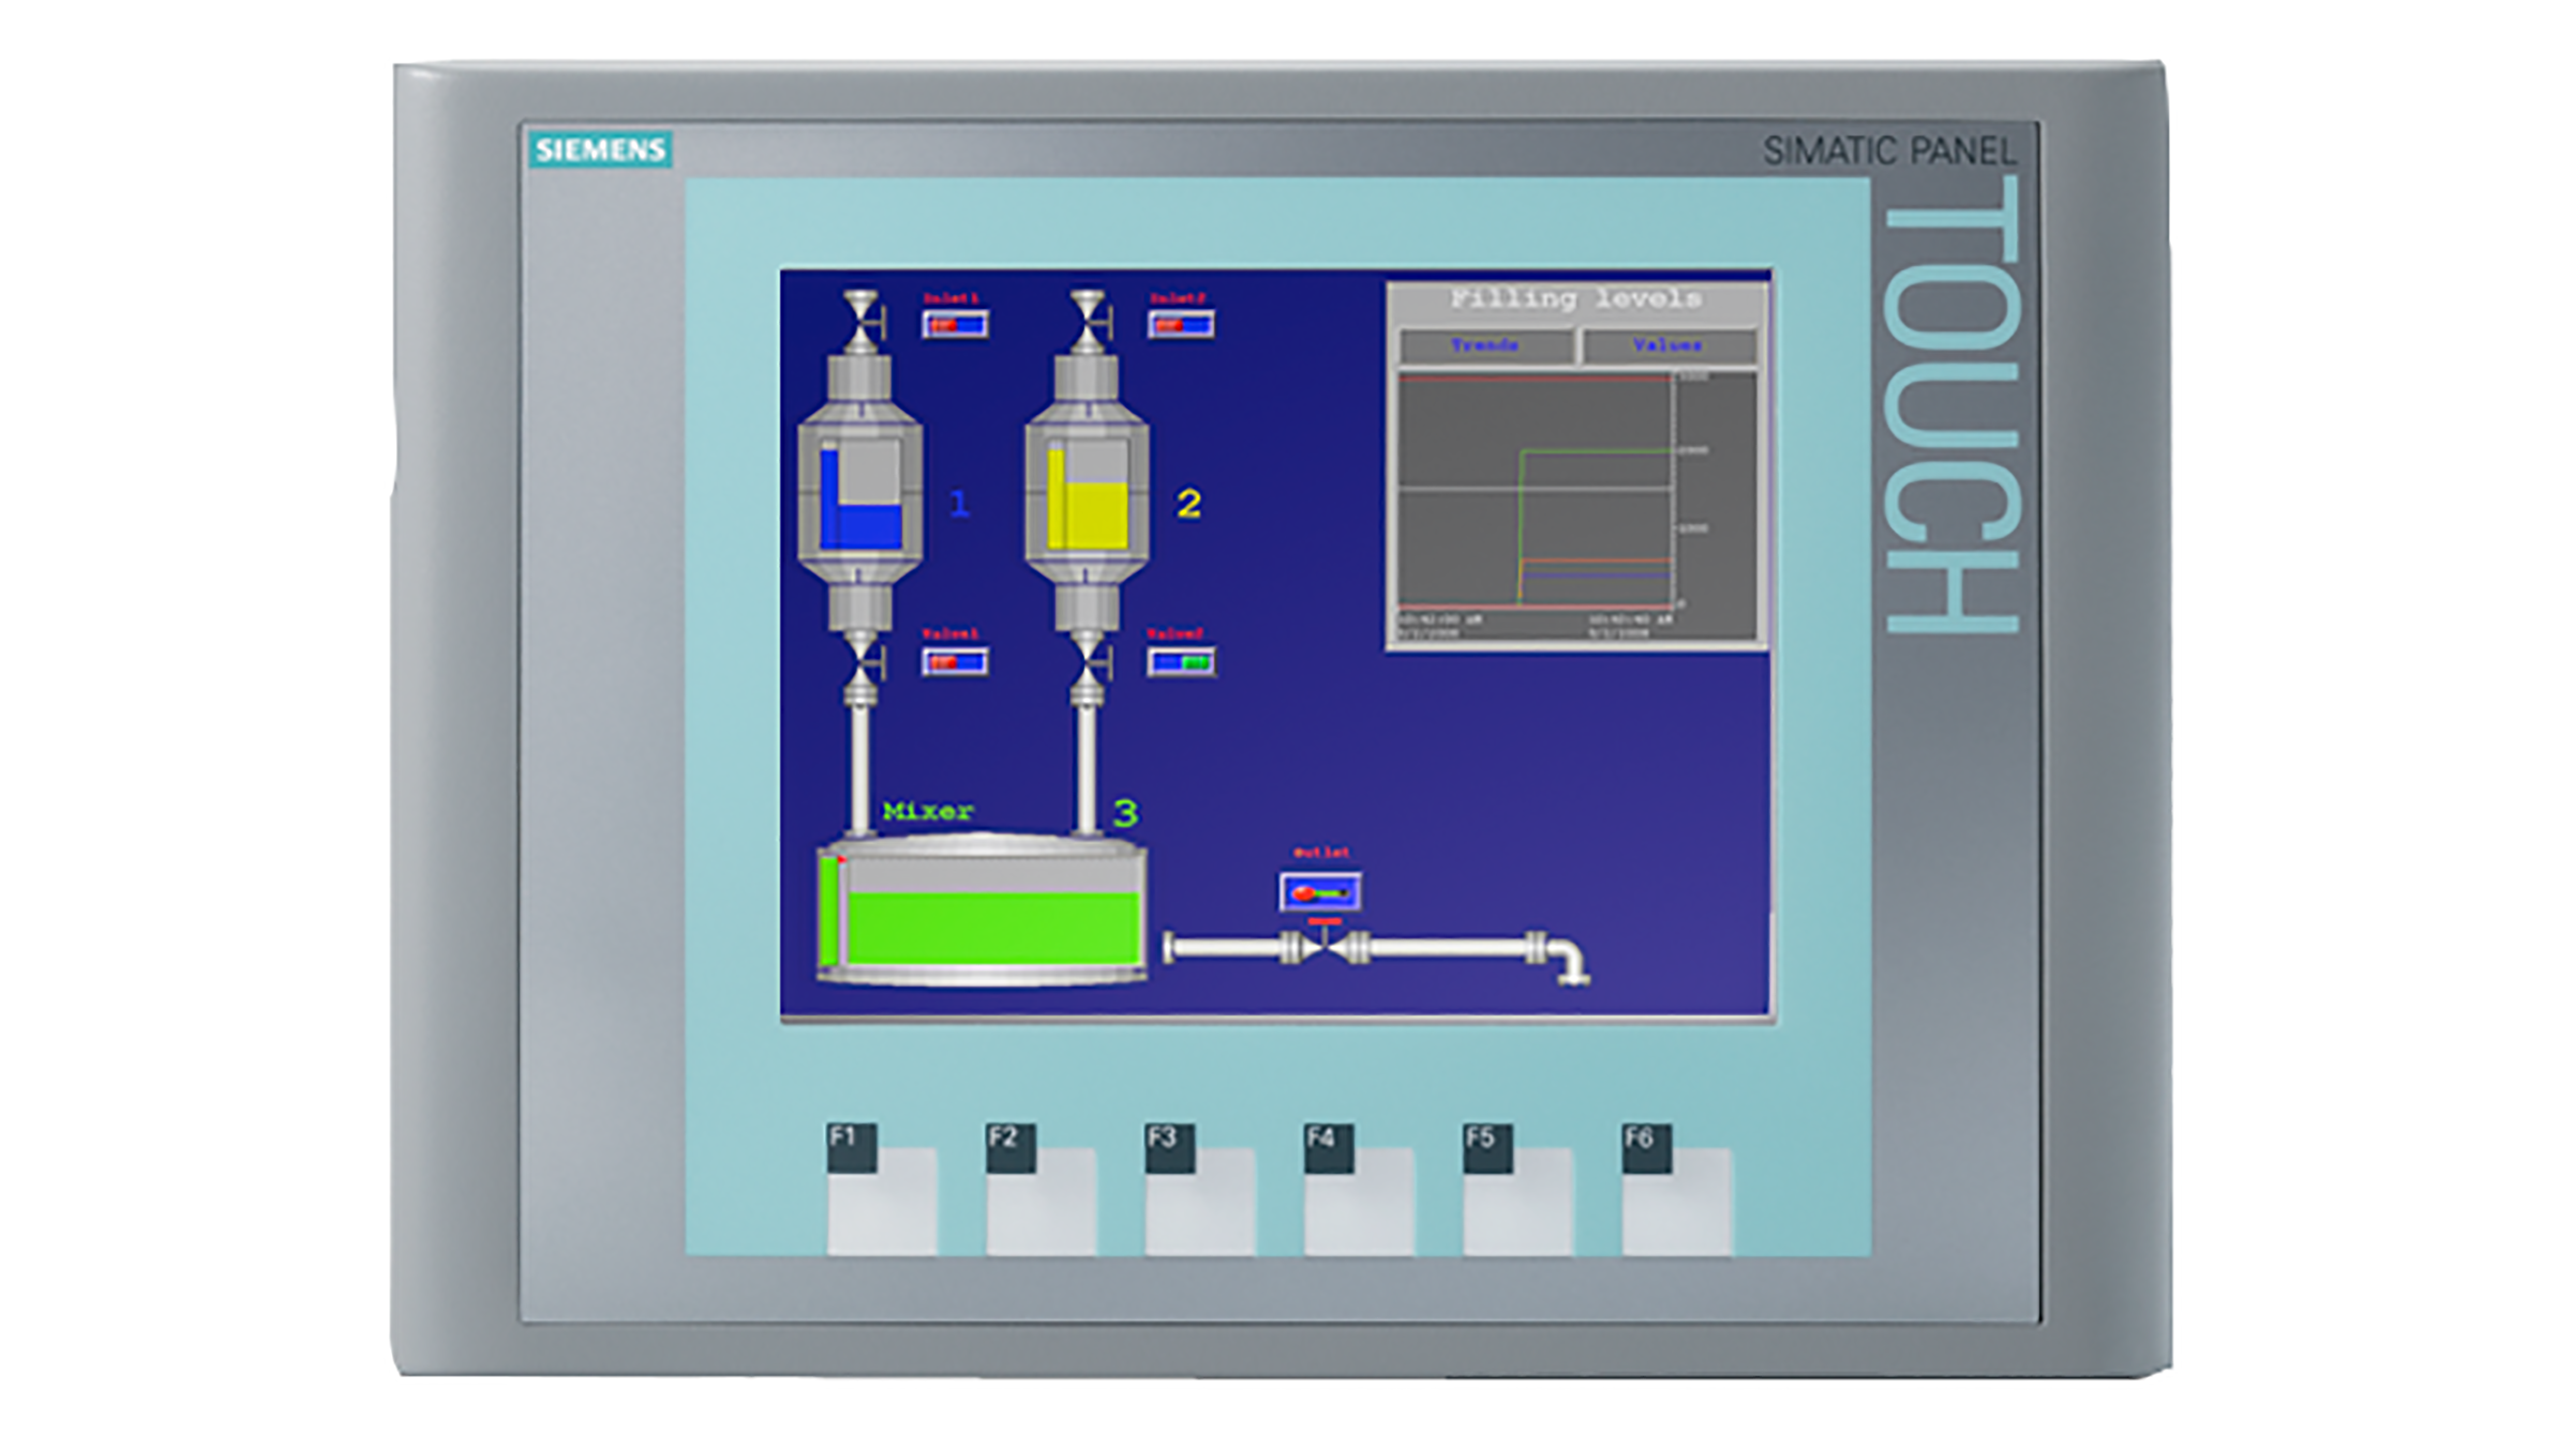 SIEMENS
SIMATIC PANEL
TOUCH
Inlet1
Inlet2
Filling levels
Trends
Values
1
2
Valve1
Valve2
Mixer
3
Outlet
0
F1
F2
F3
F4
F5
F6